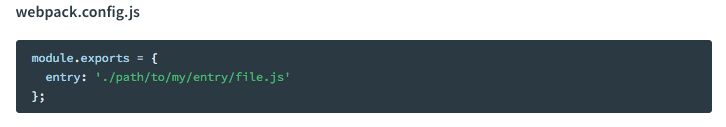 webpack.config.js
module.exports = {
  entry: './path/to/my/entry/file.js'
};